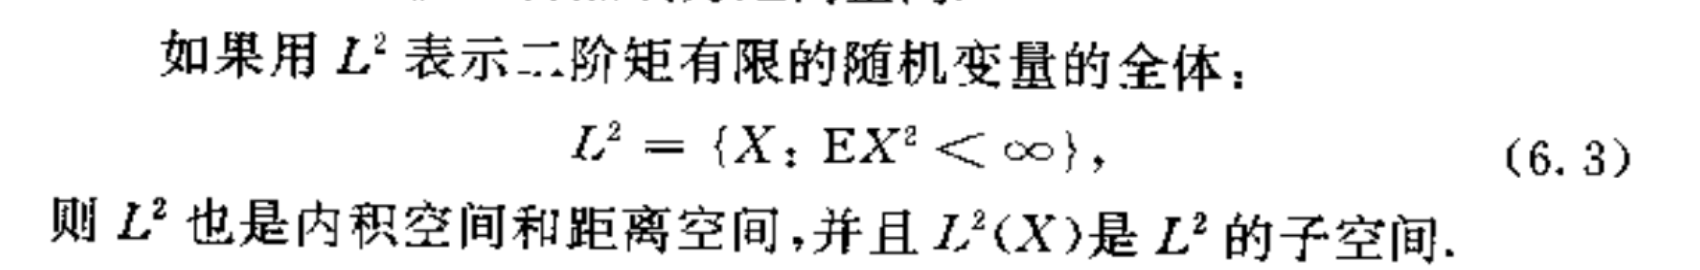 如果用 L² 表示二阶矩有限的随机变量的全体：
L² = {X：EX² < ∞}， (6.3)
则 L² 也是内积空间和距离空间，并且 L²(X)是 L² 的子空间.